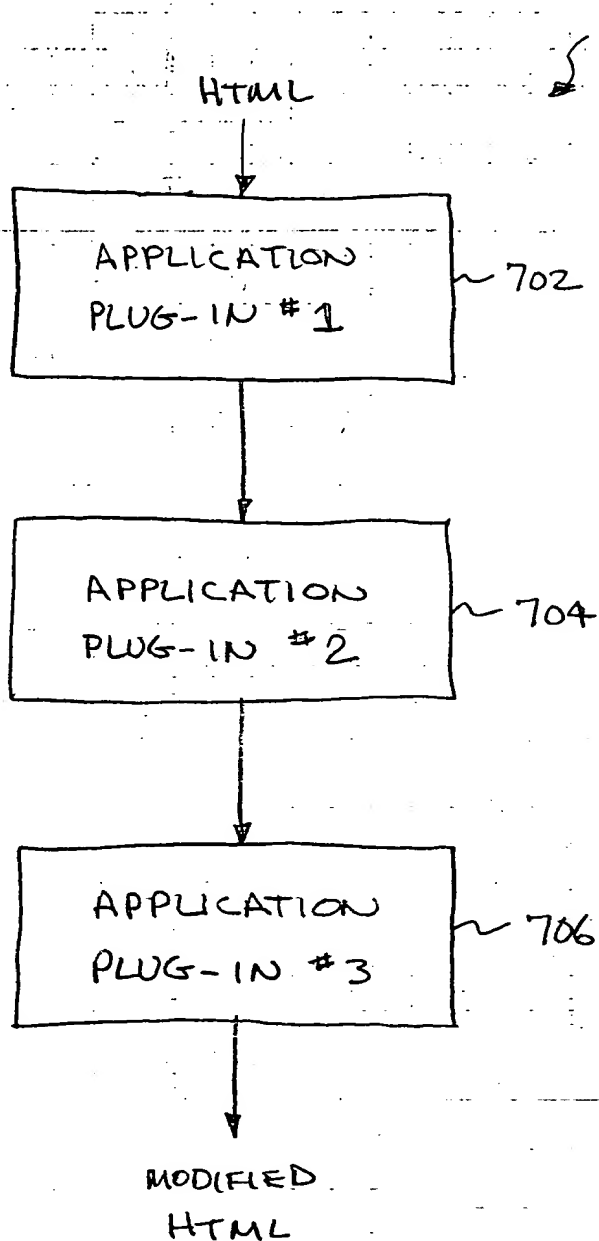 HTML
APPLICATION
PLUG-IN #1
702
APPLICATION
PLUG-IN #2
704
APPLICATION
PLUG-IN #3
706
MODIFIED
HTML